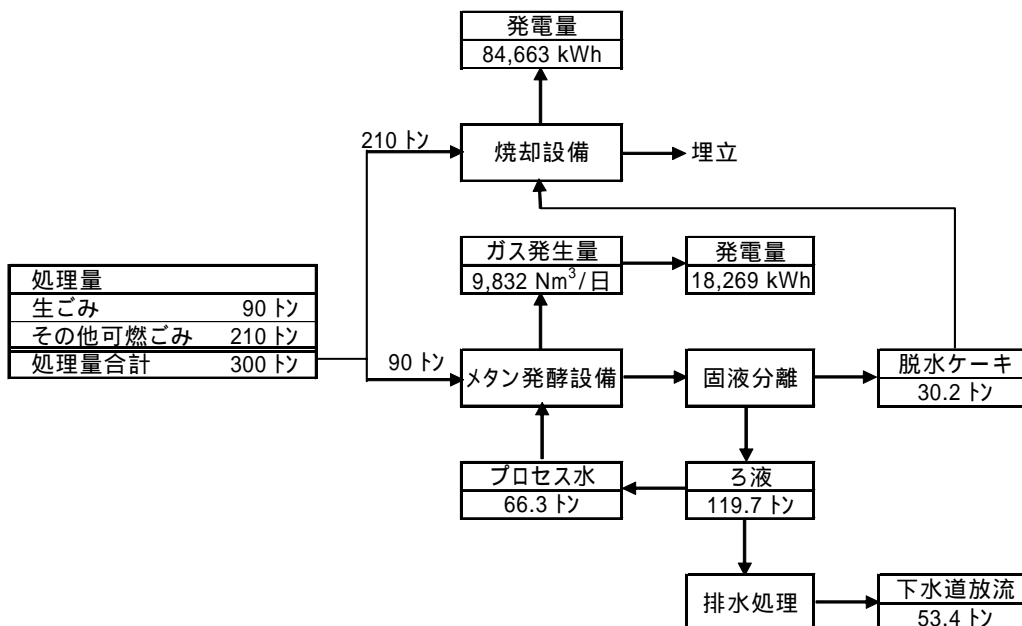 発電量
84,663 kWh
210 トン
焼却設備
埋立
ガス発生量
9,832 Nm³/日
発電量
18,269 kWh
処理量
生ごみ 90 トン
その他可燃ごみ 210 トン
処理量合計 300 トン
90 トン
メタン発酵設備
固液分離
脱水ケーキ
30.2 トン
プロセス水
66.3 トン
ろ液
119.7 トン
排水処理
下水道放流
53.4 トン